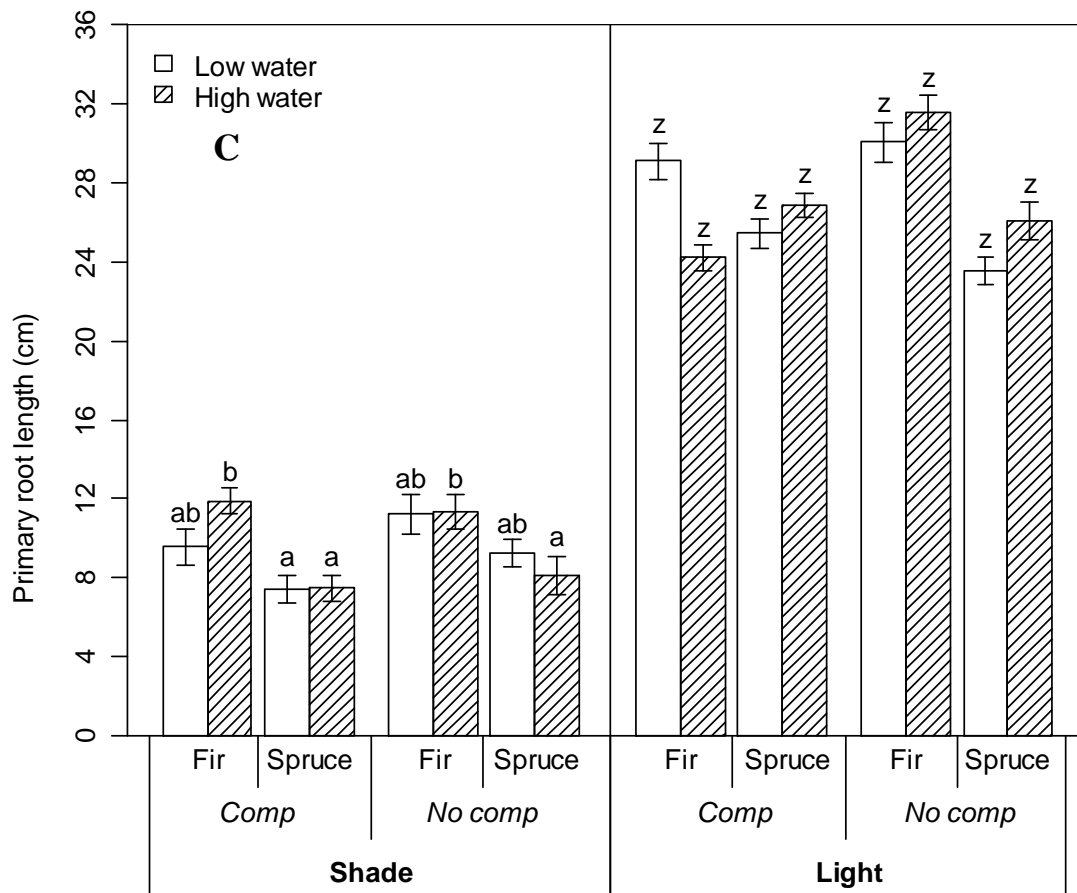 Primary root length (cm)
36
32
28
24
20
16
12
8
4
0
Low water
High water
C
ab
b
a
a
ab
b
ab
a
z
z
z
z
z
z
z
z
Fir Spruce Fir Spruce Fir Spruce Fir Spruce
Comp No comp Comp No comp
Shade Light